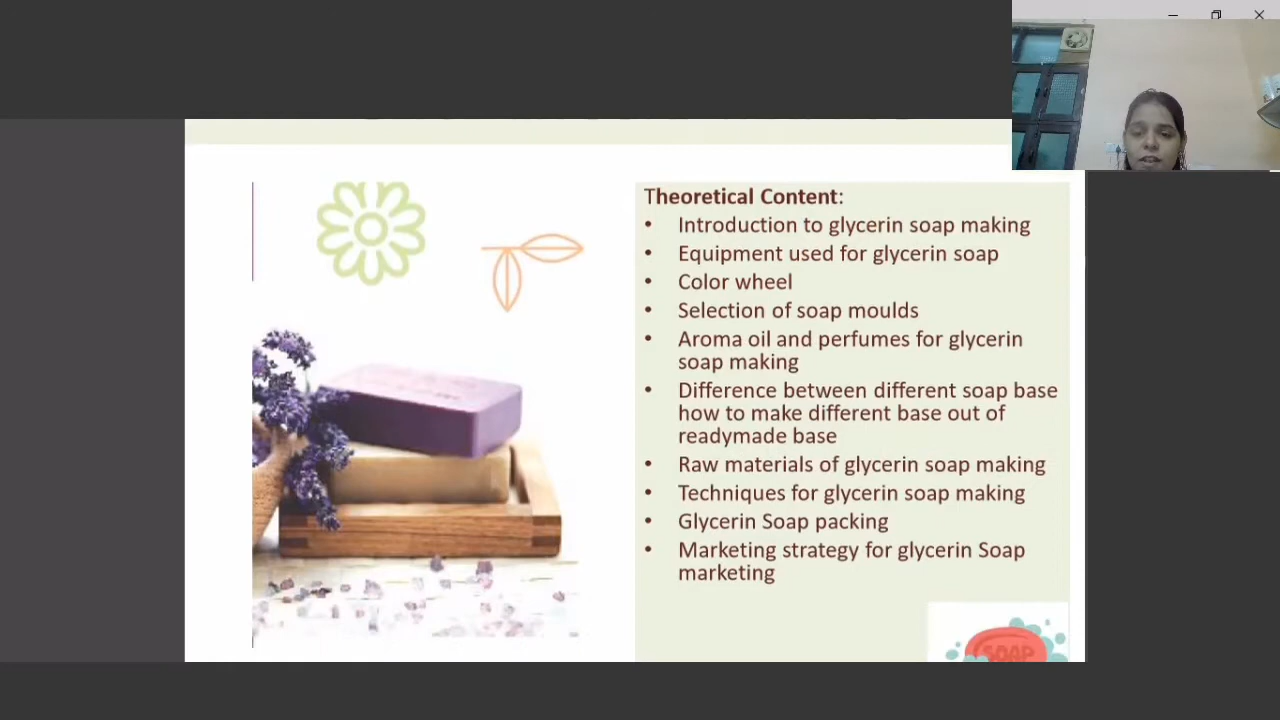 Theoretical Content:
• Introduction to glycerin soap making
• Equipment used for glycerin soap
• Color wheel
• Selection of soap moulds
• Aroma oil and perfumes for glycerin
soap making
• Difference between different soap base
how to make different base out of
readymade base
• Raw materials of glycerin soap making
• Techniques for glycerin soap making
• Glycerin Soap packing
• Marketing strategy for glycerin Soap
marketing
SOAP